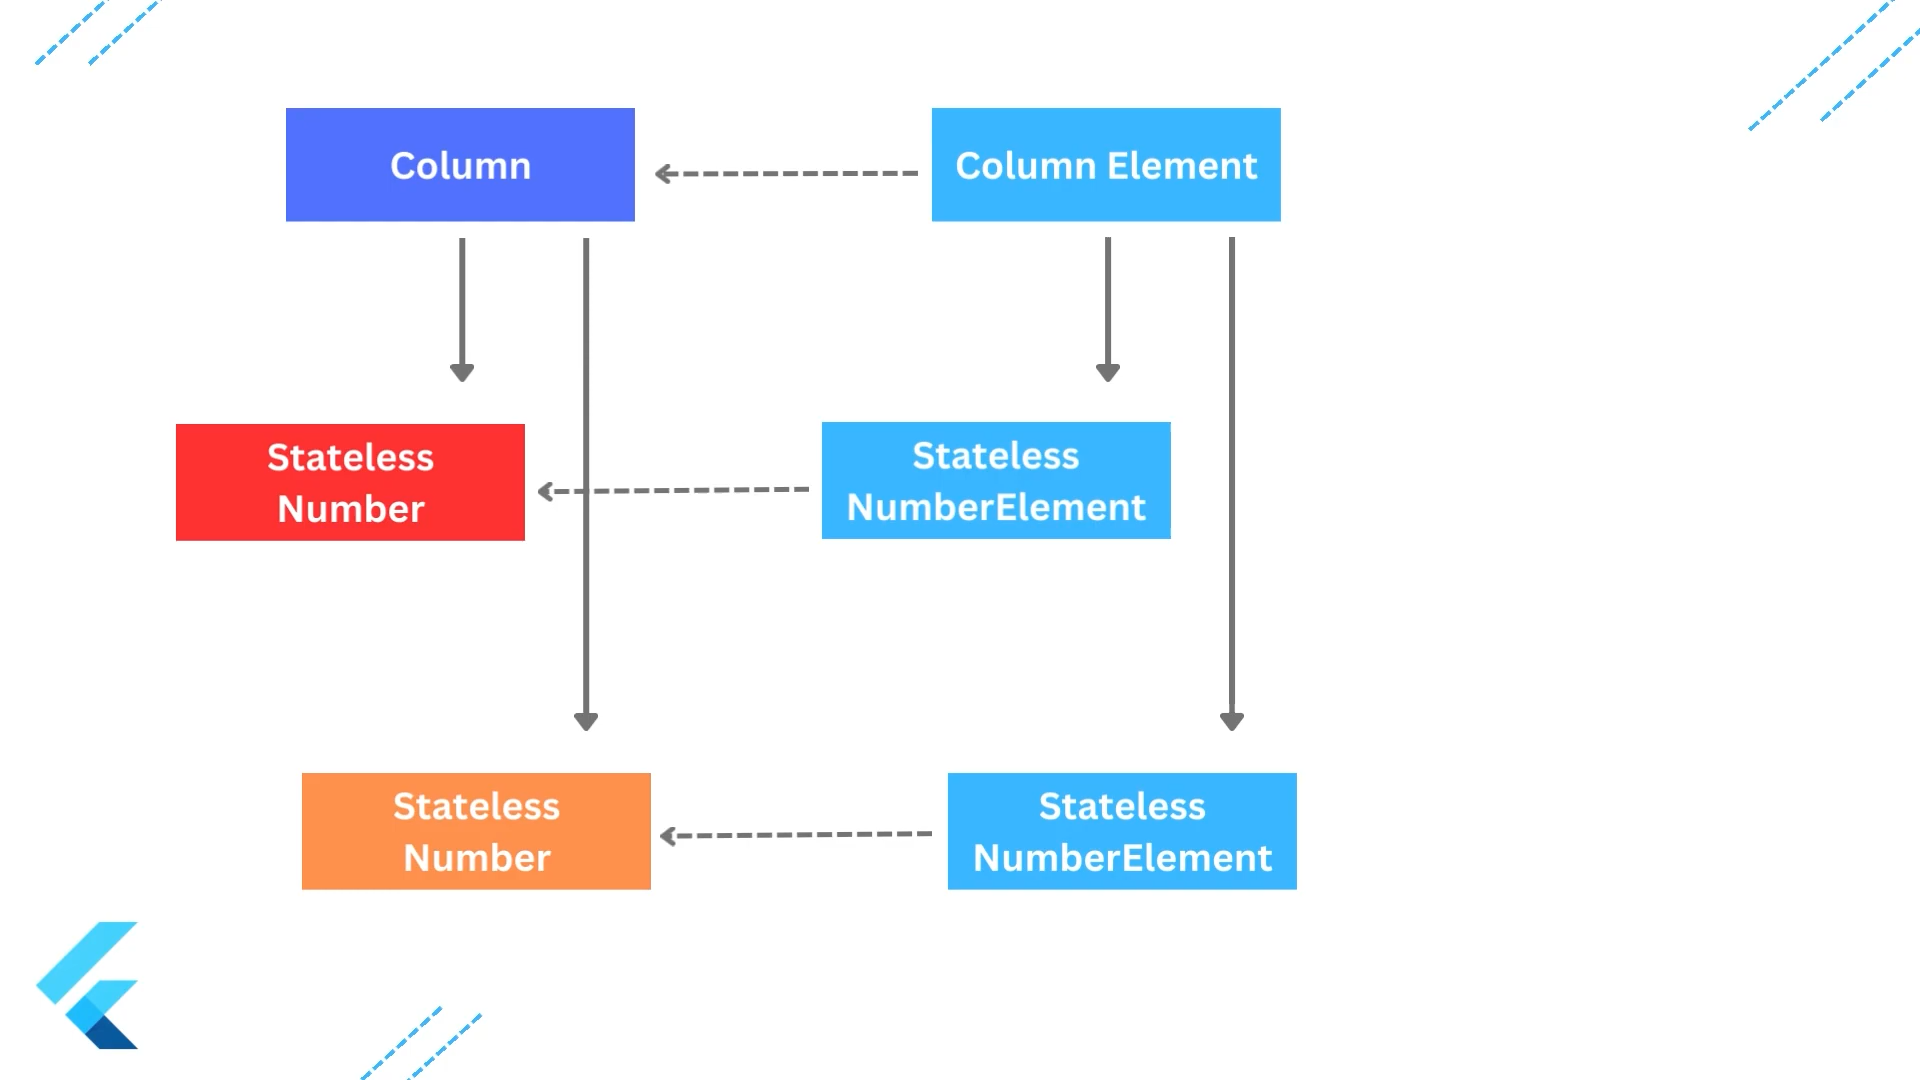 Column
Column Element
Stateless
Number
Stateless
NumberElement
Stateless
Number
Stateless
NumberElement